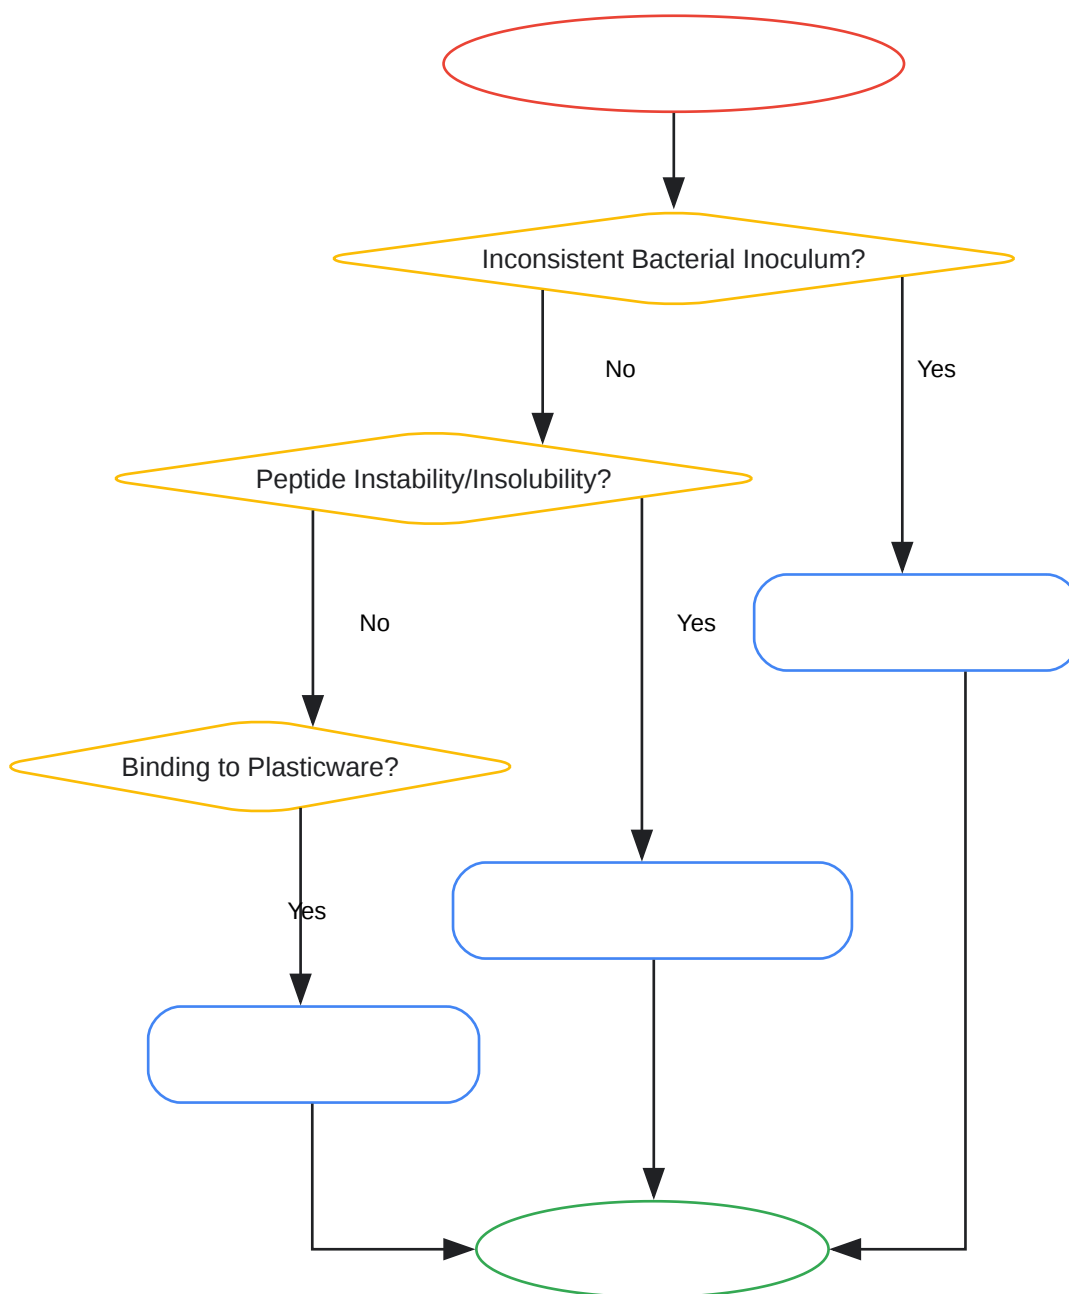 Inconsistent Bacterial Inoculum?
No
Yes
Peptide Instability/Insolubility?
No
Yes
Binding to Plasticware?
Yes